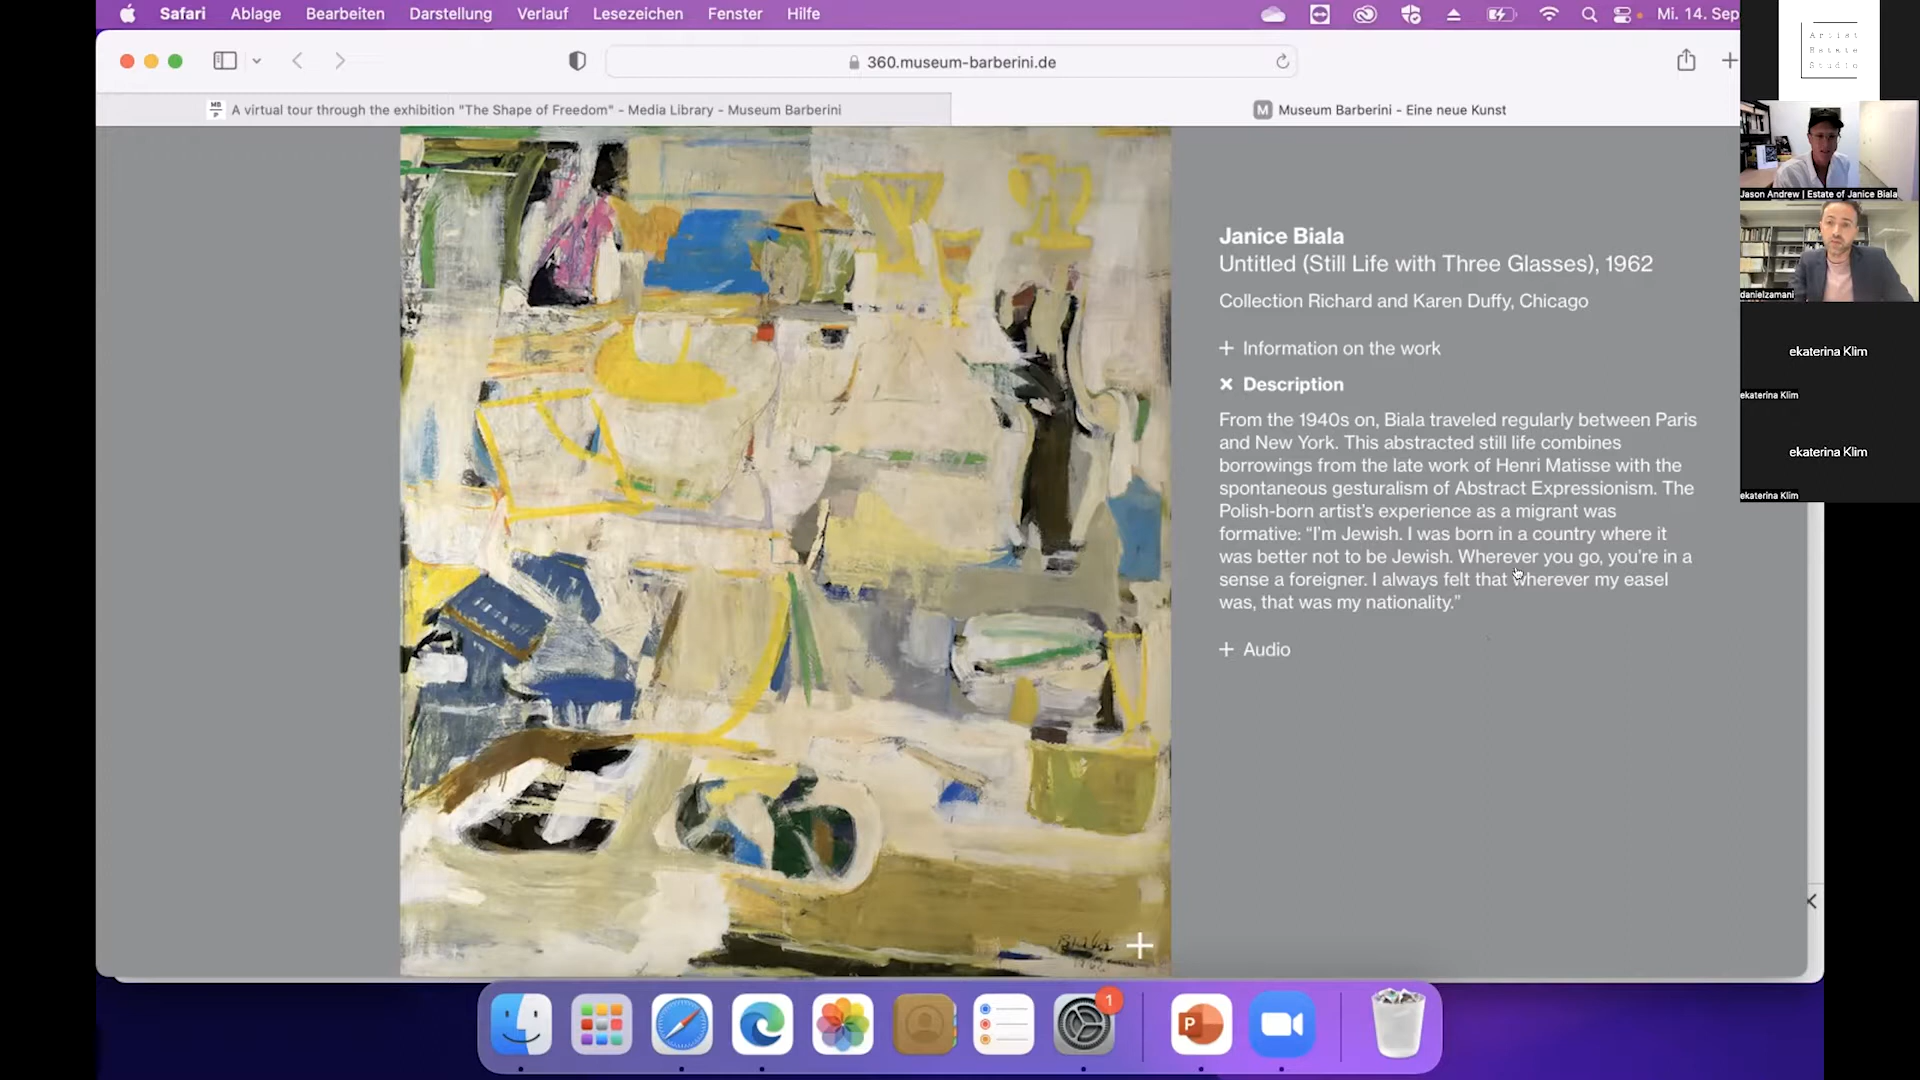 Safari Ablage Bearbeiten Darstellung Verlauf Lesezeichen Fenster Hilfe Mi. 14. Sep
360.museum-barberini.de
A virtual tour through the exhibition "The Shape of Freedom" - Media Library - Museum Barberini
M Museum Barberini - Eine neue Kunst
Janice Biala
Untitled (Still Life with Three Glasses), 1962
Collection Richard and Karen Duffy, Chicago
+ Information on the work
× Description
From the 1940s on, Biala traveled regularly between Paris
and New York. This abstracted still life combines
borrowings from the late work of Henri Matisse with the
spontaneous gesturalism of Abstract Expressionism. The
Polish-born artist’s experience as a migrant was
formative: “I’m Jewish. I was born in a country where it
was better not to be Jewish. Wherever you go, you’re in a
sense a foreigner. I always felt that wherever my easel
was, that was my nationality.”
+ Audio
Biala
1962
Artist
Estate
Studio
Jason Andrew | Estate of Janice Biala
danielzamani
ekaterina Klim
ekaterina Klim
ekaterina Klim
ekaterina Klim
1
P